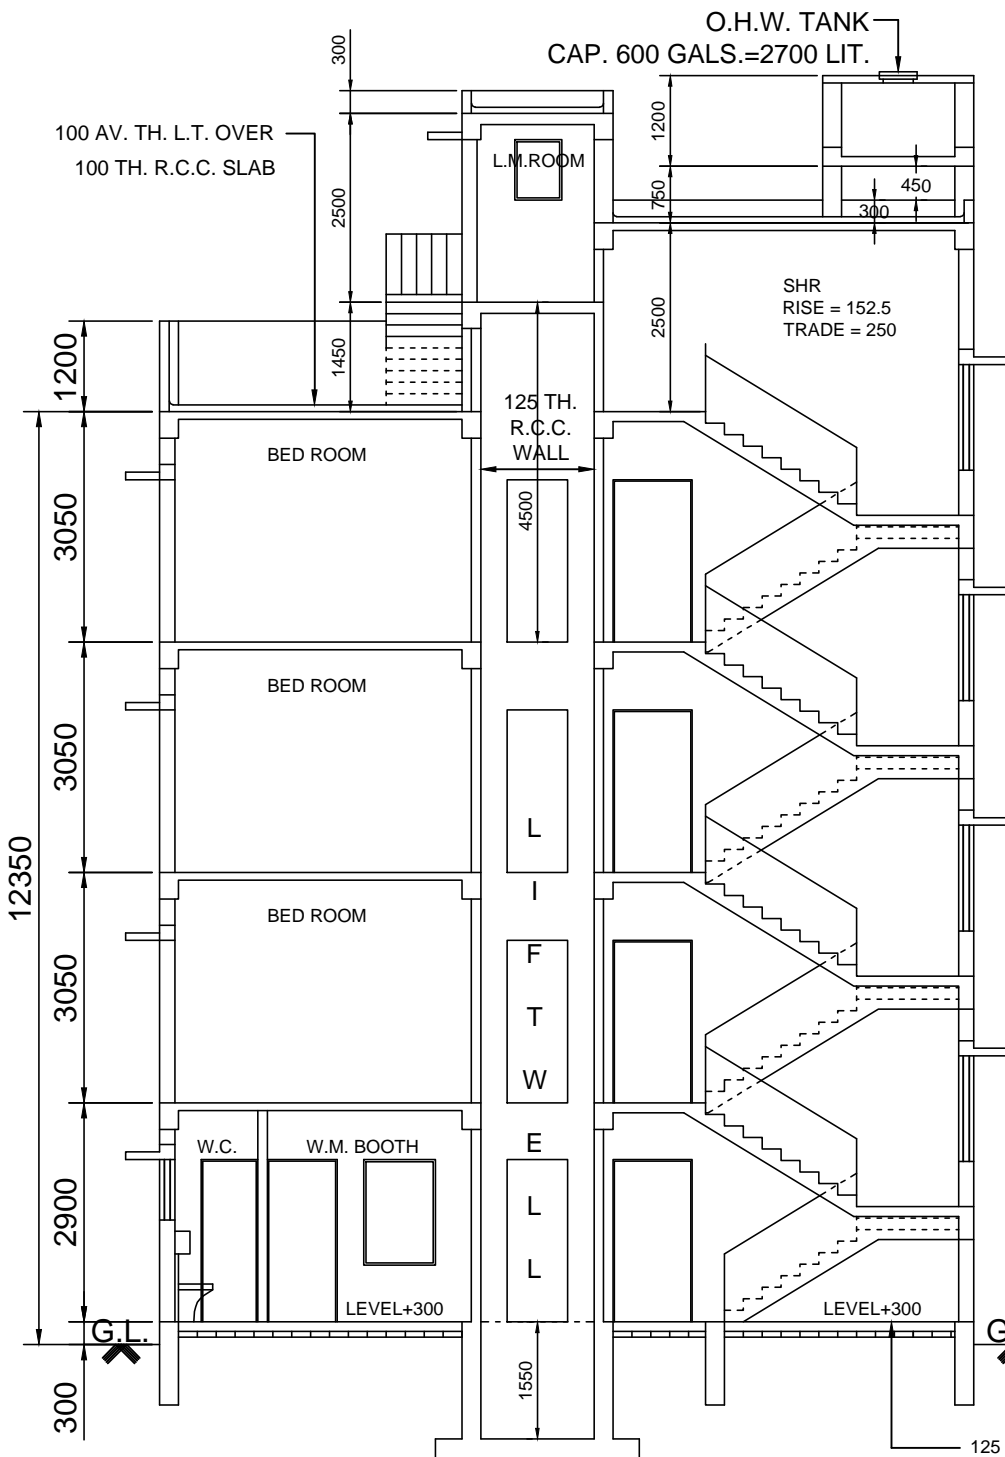 O.H.W. TANK
CAP. 600 GALS.=2700 LIT.
300
1200
100 AV. TH. L.T. OVER
100 TH. R.C.C. SLAB
L.M.ROOM
2500
750
450
300
SHR
RISE = 152.5
TRADE = 250
2500
1450
1200
125 TH.
R.C.C.
WALL
BED ROOM
4500
3050
BED ROOM
3050
12350
BED ROOM
3050
L
I
F
T
W
E
L
L
W.C.
W.M. BOOTH
2900
LEVEL+300
LEVEL+300
G.L.
G
300
1550
125